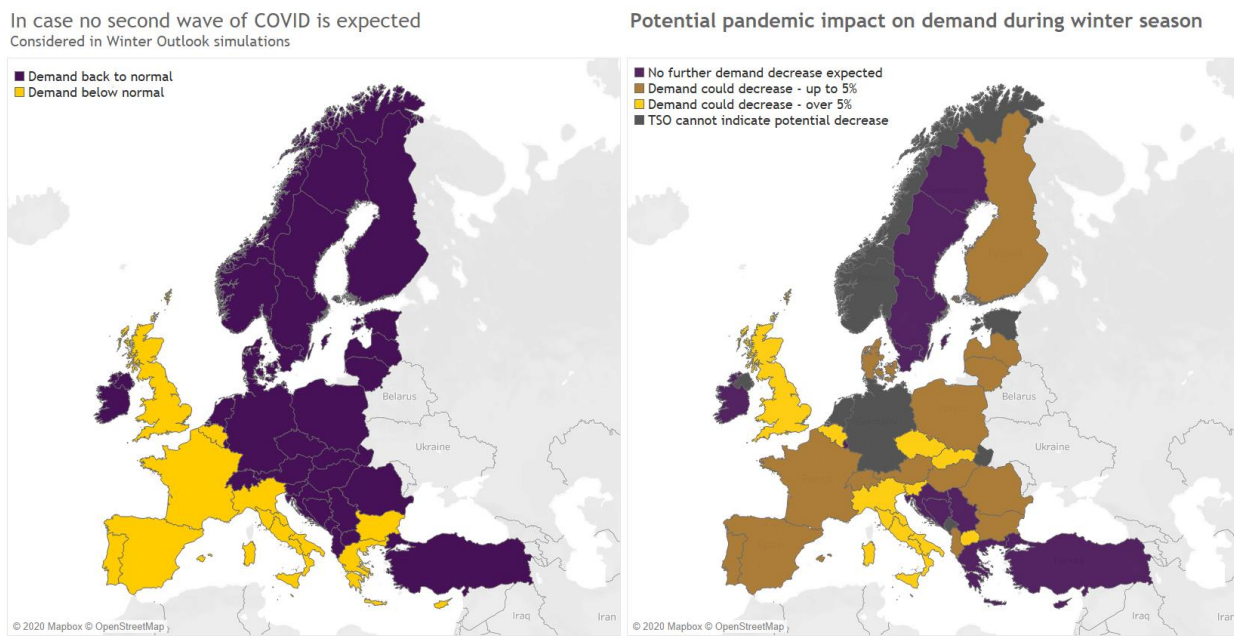 In case no second wave of COVID is expected
Considered in Winter Outlook simulations
Demand back to normal
Demand below normal
Belarus
Ukraine
Iraq
Iran
© 2020 Mapbox © OpenStreetMap
Potential pandemic impact on demand during winter season
No further demand decrease expected
Demand could decrease - up to 5%
Demand could decrease - over 5%
TSO cannot indicate potential decrease
Belarus
Ukraine
Iraq
Iran
© 2020 Mapbox © OpenStreetMap